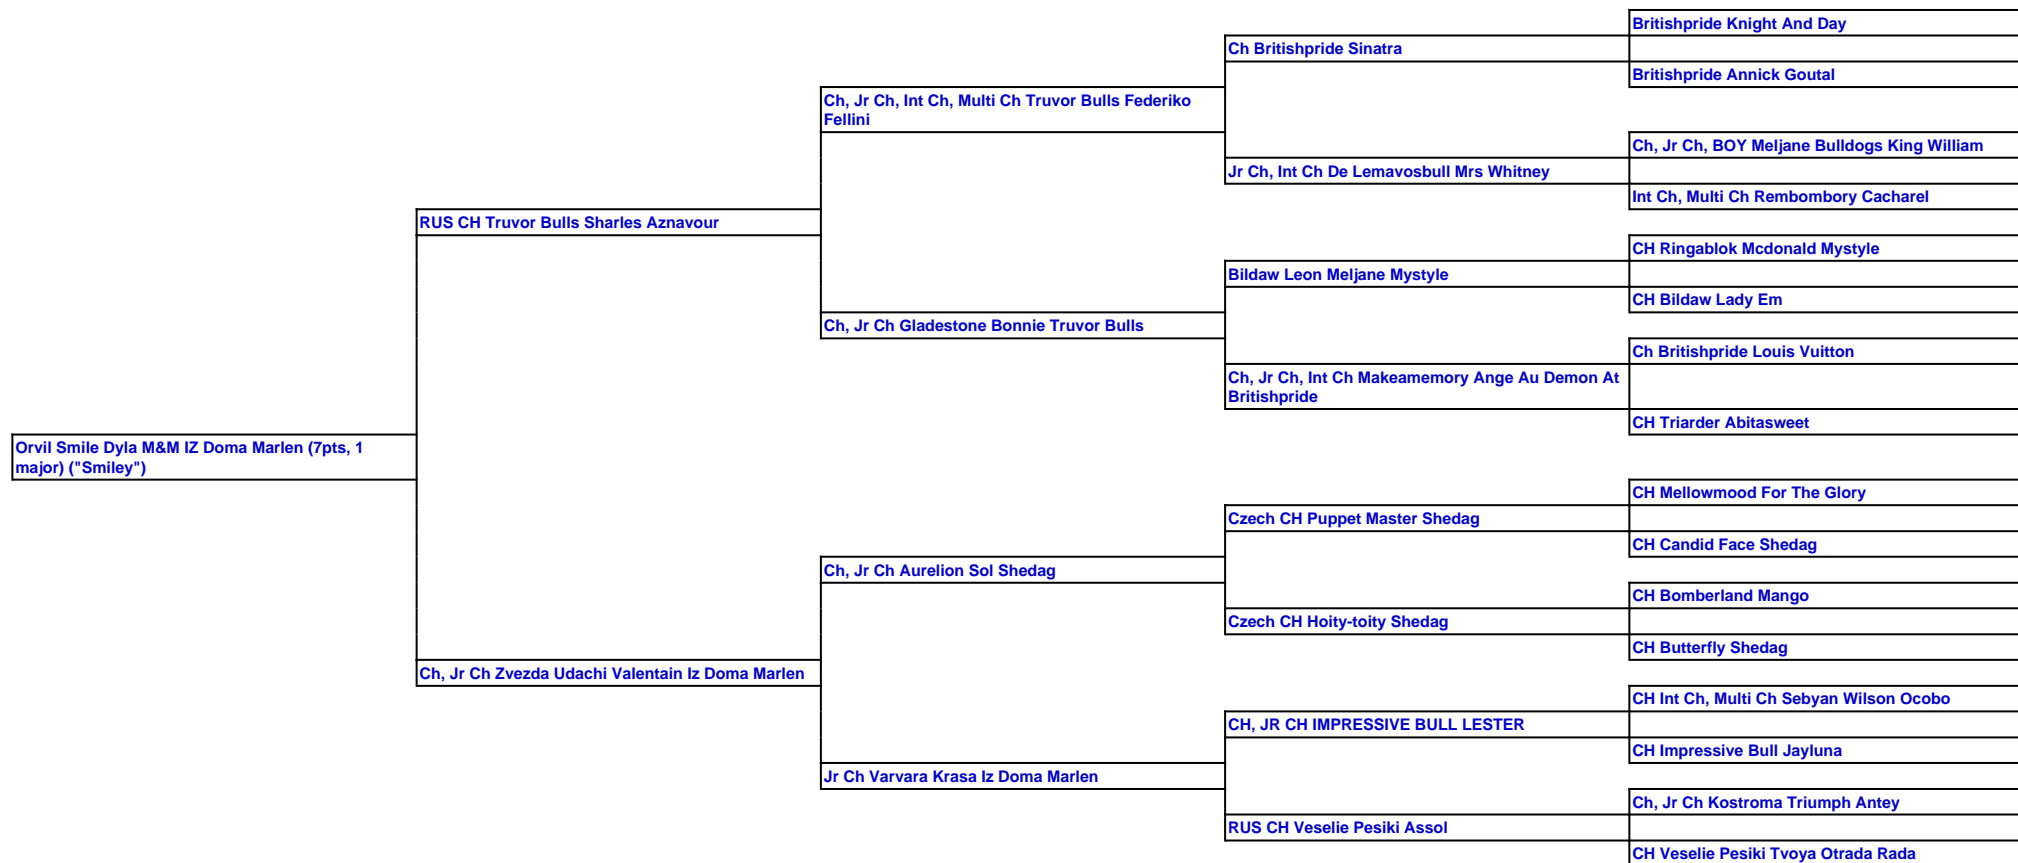 Britishpride Knight And Day
Ch Britishpride Sinatra
Britishpride Annick Goutal
Ch, Jr Ch, Int Ch, Multi Ch Truvor Bulls Federiko
Fellini
Ch, Jr Ch, BOY Meljane Bulldogs King William
Jr Ch, Int Ch De Lemavosbull Mrs Whitney
Int Ch, Multi Ch Rembombory Cacharel
RUS CH Truvor Bulls Sharles Aznavour
CH Ringablok Mcdonald Mystyle
Bildaw Leon Meljane Mystyle
CH Bildaw Lady Em
Ch, Jr Ch Gladestone Bonnie Truvor Bulls
Ch Britishpride Louis Vuitton
Ch, Jr Ch, Int Ch Makeamemory Ange Au Demon At
Britishpride
CH Triarder Abitasweet
Orvil Smile Dyla M&M IZ Doma Marlen (7pts, 1
major) ("Smiley")
CH Mellowmood For The Glory
Czech CH Puppet Master Shedag
CH Candid Face Shedag
Ch, Jr Ch Aurelion Sol Shedag
CH Bomberland Mango
Czech CH Hoity-toity Shedag
CH Butterfly Shedag
Ch, Jr Ch Zvezda Udachi Valentain Iz Doma Marlen
CH Int Ch, Multi Ch Sebyan Wilson Ocobo
CH, JR CH IMPRESSIVE BULL LESTER
CH Impressive Bull Jayluna
Jr Ch Varvara Krasa Iz Doma Marlen
Ch, Jr Ch Kostroma Triumph Antey
RUS CH Veselie Pesiki Assol
CH Veselie Pesiki Tvoya Otrada Rada